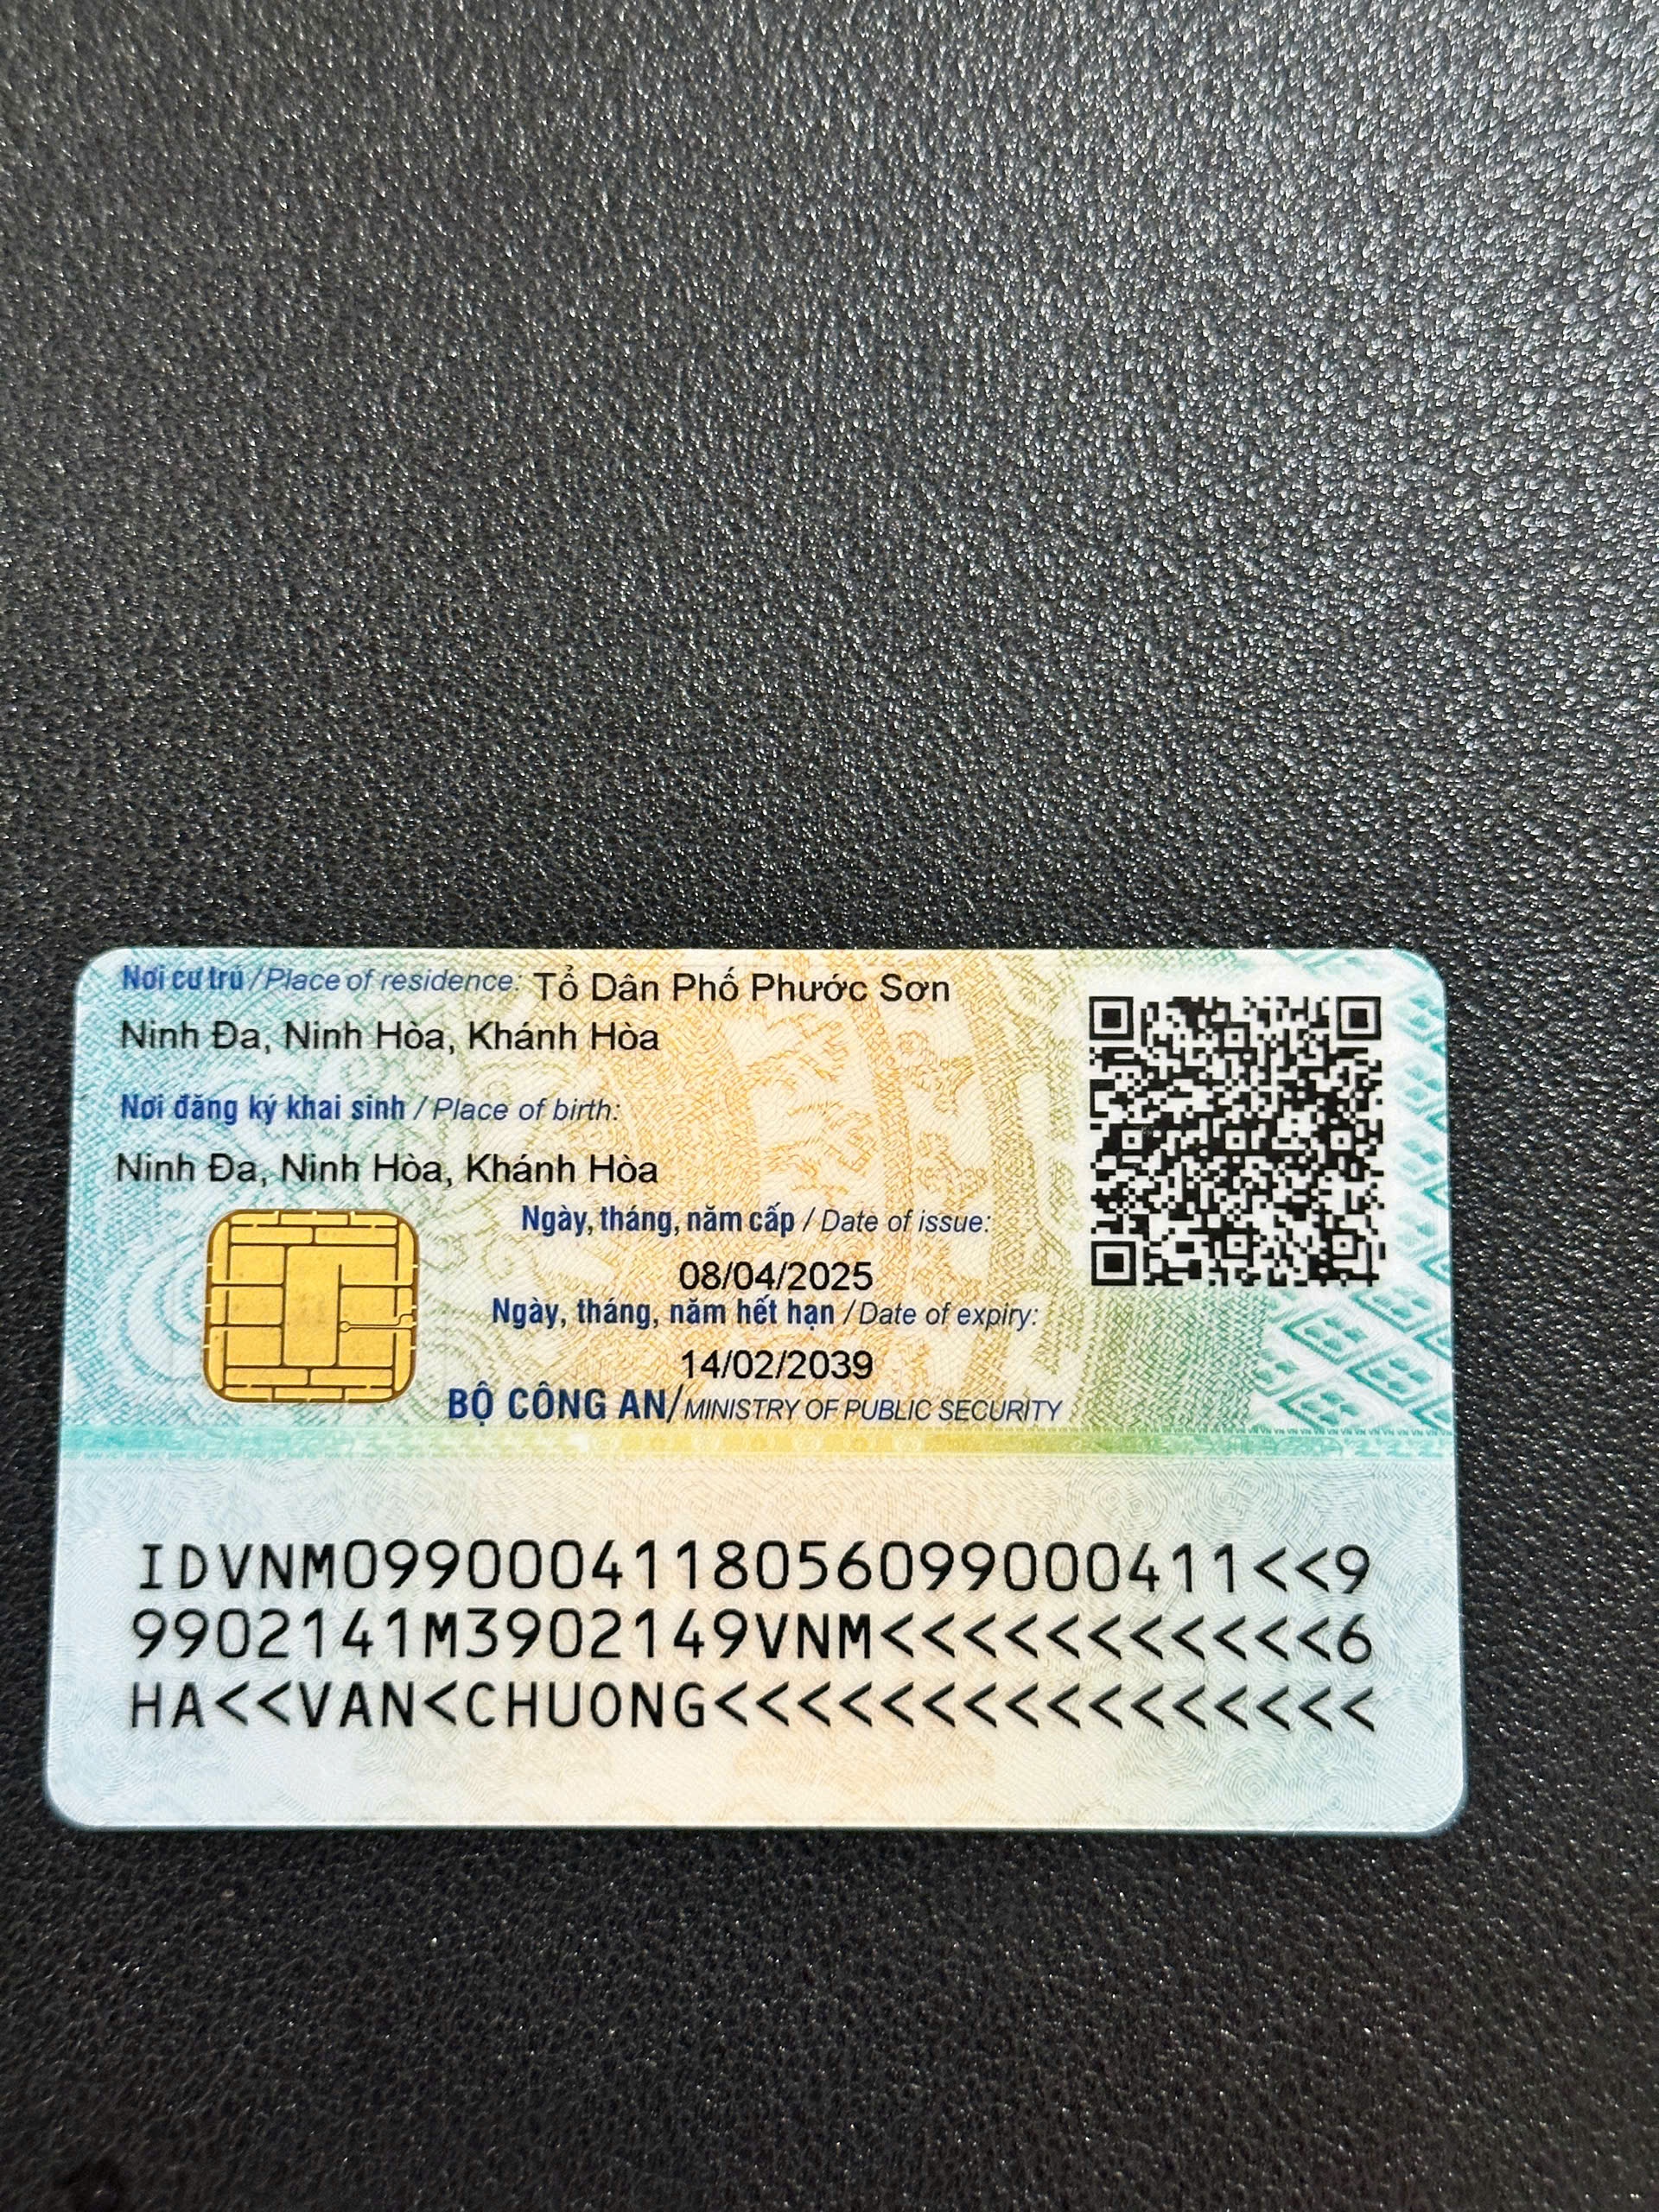 Nơi cư trú / Place of residence: Tổ Dân Phố Phước Sơn
Ninh Đa, Ninh Hòa, Khánh Hòa
Nơi đăng ký khai sinh / Place of birth:
Ninh Đa, Ninh Hòa, Khánh Hòa
Ngày, tháng, năm cấp / Date of issue:
08/04/2025
Ngày, tháng, năm hết hạn / Date of expiry:
14/02/2039
BỘ CÔNG AN/MINISTRY OF PUBLIC SECURITY
IDVNM0990004118056099000411<<9
9902141M3902149VNM<<<<<<<<<<<6
HA<<VAN<CHUONG<<<<<<<<<<<<<<<<